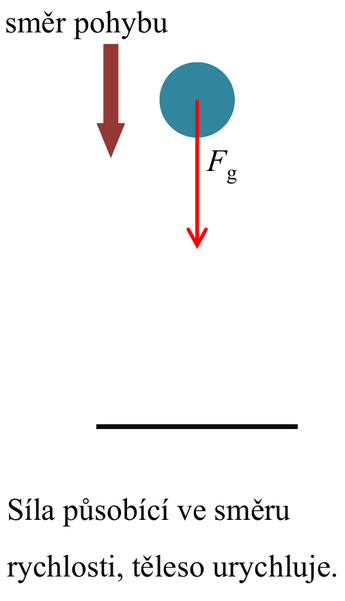 směr pohybu
Fg
Síla působící ve směru
rychlosti, těleso urychluje.